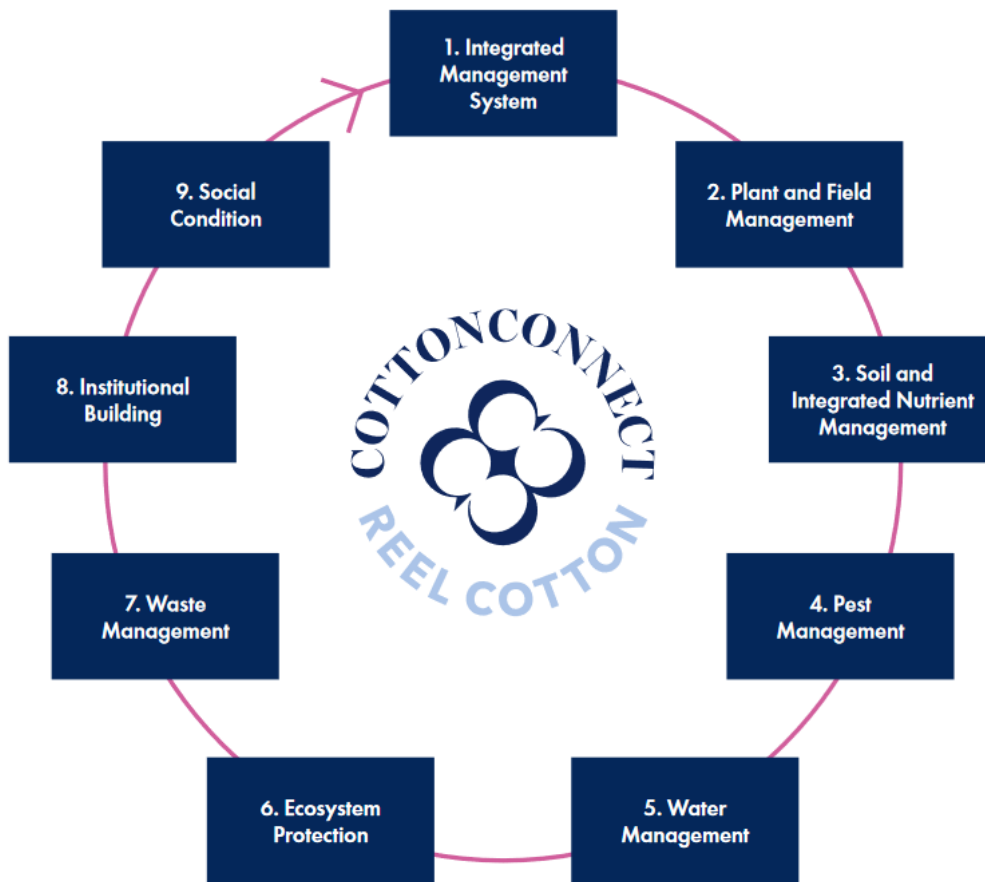 1. Integrated
Management
System
2. Plant and Field
Management
3. Soil and
Integrated Nutrient
Management
4. Pest
Management
5. Water
Management
6. Ecosystem
Protection
7. Waste
Management
8. Institutional
Building
9. Social
Condition
COTTONCONNECT
REEL COTTON